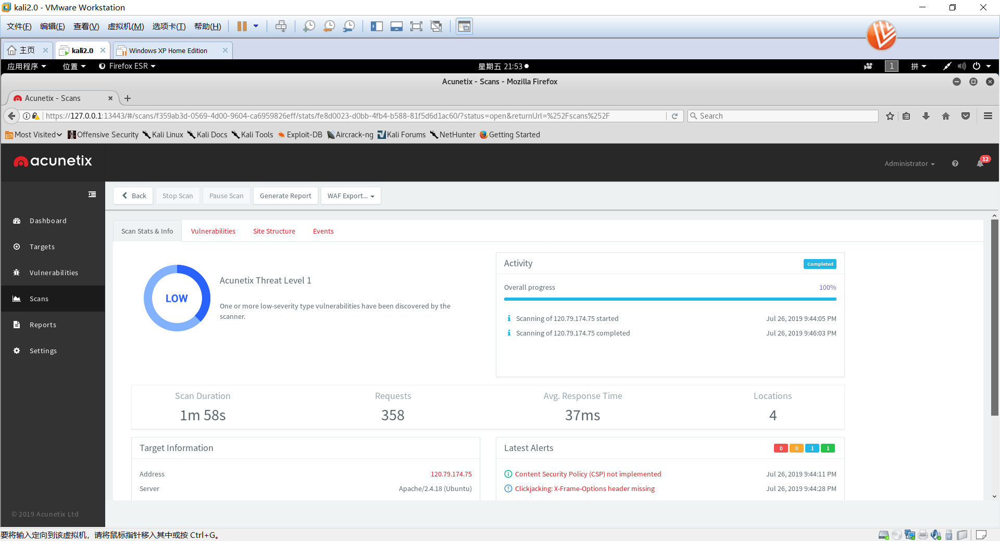 kali2.0 - VMware Workstation
文件(F) 编辑(E) 查看(V) 虚拟机(M) 选项卡(T) 帮助(H)
主页 kali2.0 Windows XP Home Edition
应用程序 位置 Firefox ESR 星期五 21:53 1 拼
Acunetix - Scans - Mozilla Firefox
Acunetix - Scans
https://127.0.0.1:13443/#/scans/f359ab3d-0569-4d00-9604-ca6959826eff/stats/fe8d0023-d0bb-4fb4-b588-81f5d6d1ac60/?status=open&returnUrl=%252Fscans%252F Search
Most Visited Offensive Security Kali Linux Kali Docs Kali Tools Exploit-DB Aircrack-ng Kali Forums NetHunter Getting Started
acunetix Administrator 12
Back Stop Scan Pause Scan Generate Report WAF Export...
Dashboard
Targets
Vulnerabilities
Scans
Reports
Settings
© 2019 Acunetix Ltd
Scan Stats & Info Vulnerabilities Site Structure Events
LOW
Acunetix Threat Level 1
One or more low-severity type vulnerabilities have been discovered by the
scanner.
Activity Completed
Overall progress 100%
Scanning of 120.79.174.75 started Jul 26, 2019 9:44:05 PM
Scanning of 120.79.174.75 completed Jul 26, 2019 9:46:03 PM
Scan Duration Requests Avg. Response Time Locations
1m 58s 358 37ms 4
Target Information
Address 120.79.174.75
Server Apache/2.4.18 (Ubuntu)
Latest Alerts 0 0 1 1
Content Security Policy (CSP) not implemented Jul 26, 2019 9:44:11 PM
Clickjacking: X-Frame-Options header missing Jul 26, 2019 9:44:28 PM
要将输入定向到该虚拟机，请将鼠标指针移入其中或按 Ctrl+G。